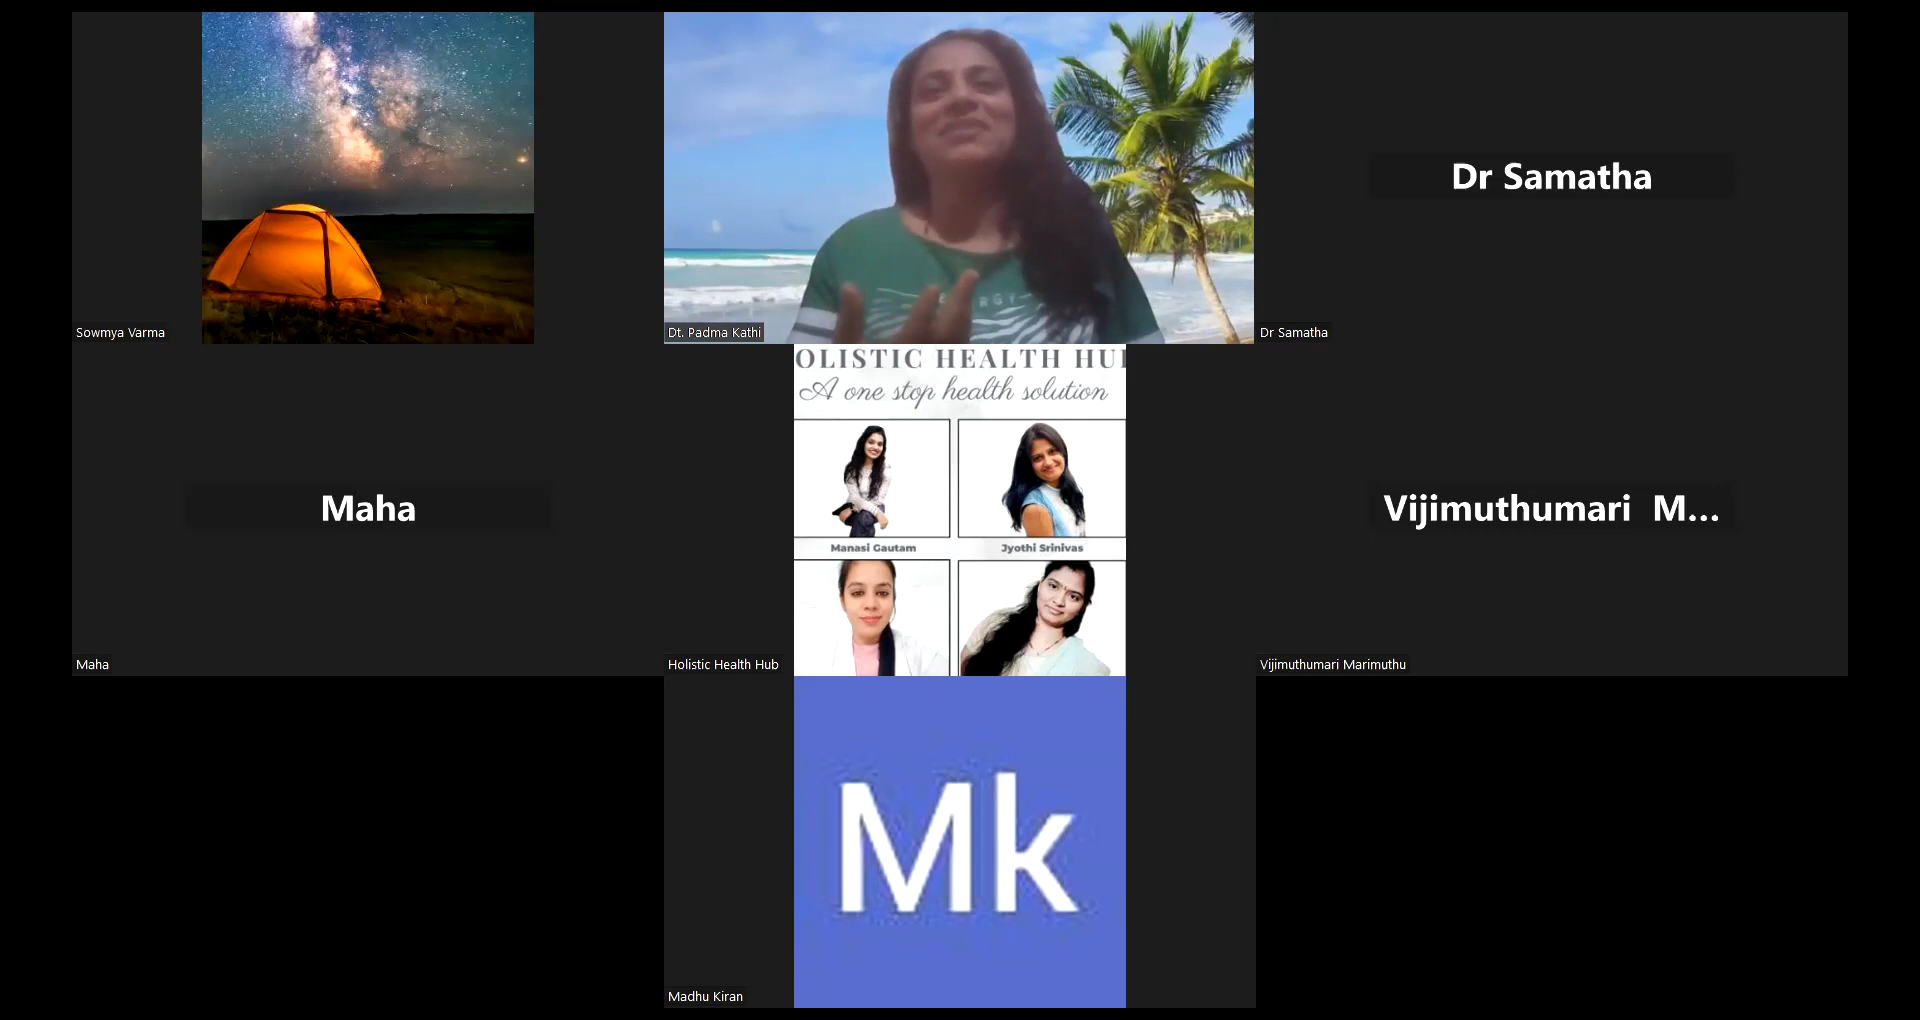 Sowmya Varma
ENERGY
Dt. Padma Kathi
Dr Samatha
Dr Samatha
Maha
Maha
OLISTIC HEALTH HU
A one stop health solution
Manasi Gautam
Jyothi Srinivas
Holistic Health Hub
Vijimuthumari M...
Vijimuthumari Marimuthu
Mk
Madhu Kiran